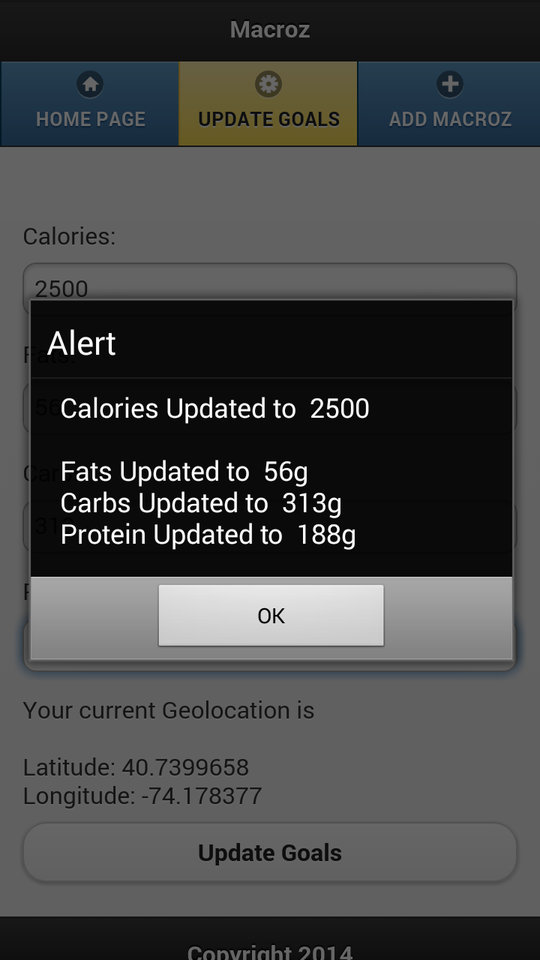 Macroz
HOME PAGE
UPDATE GOALS
ADD MACROZ
Calories:
2500
Alert
Calories Updated to 2500
Fats Updated to 56g
Carbs Updated to 313g
Protein Updated to 188g
OK
Your current Geolocation is
Latitude: 40.7399658
Longitude: -74.178377
Update Goals
Copyright 2014